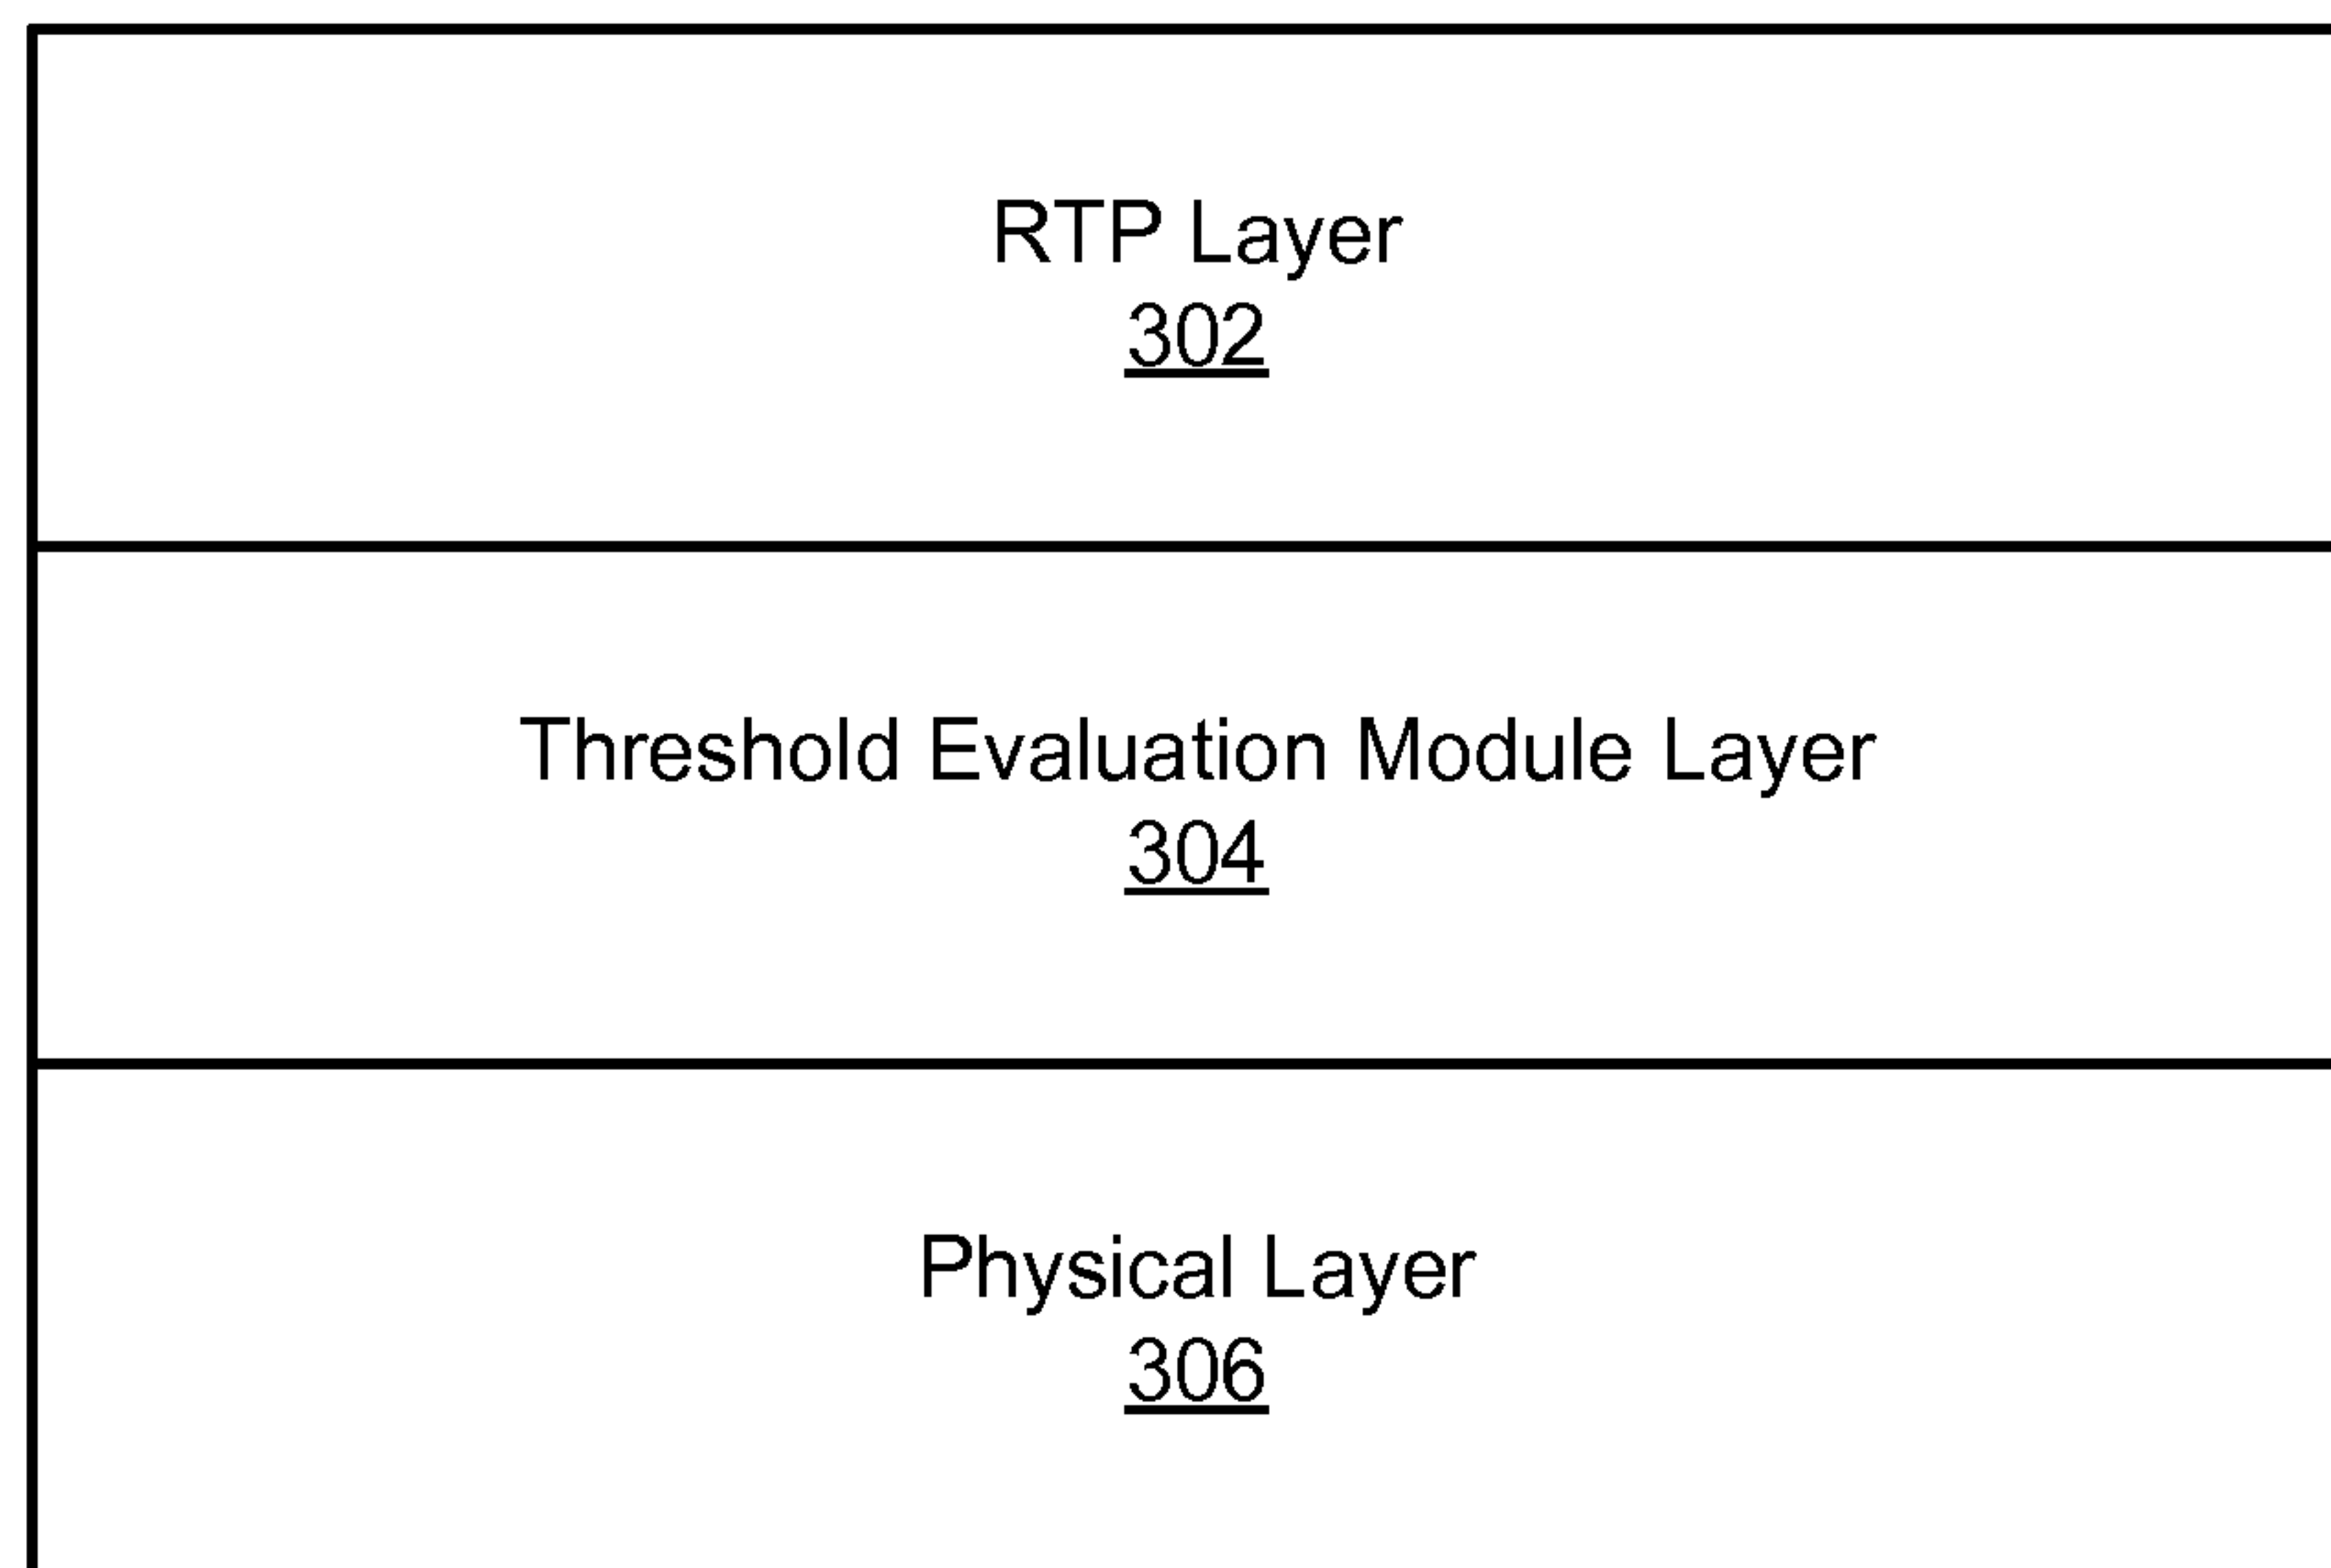 RTP Layer
302
Threshold Evaluation Module Layer
304
Physical Layer
306